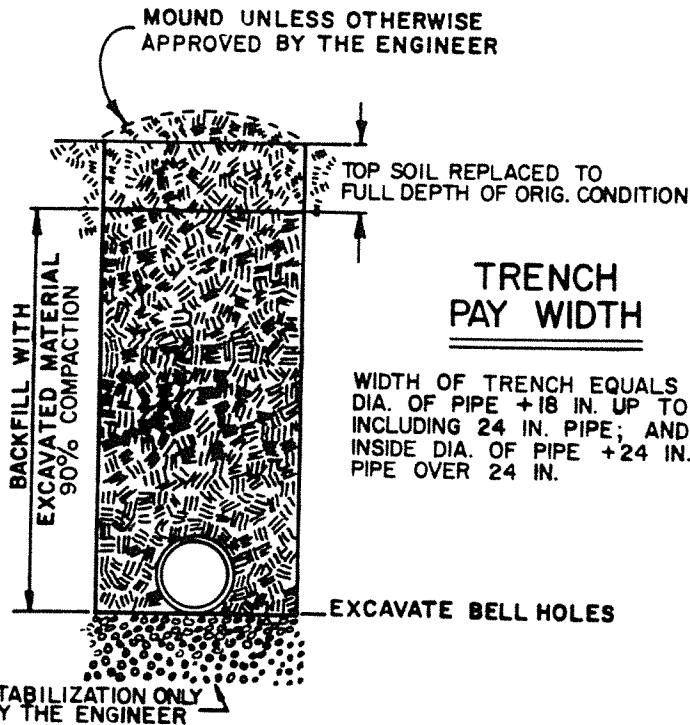 MOUND UNLESS OTHERWISE
APPROVED BY THE ENGINEER
TOP SOIL REPLACED TO
FULL DEPTH OF ORIG. CONDITION
TRENCH
PAY WIDTH
WIDTH OF TRENCH EQUALS
DIA. OF PIPE +18 IN. UP TO
INCLUDING 24 IN. PIPE; AND
INSIDE DIA. OF PIPE +24 IN.
PIPE OVER 24 IN.
BACKFILL WITH
EXCAVATED MATERIAL
90% COMPACTION
EXCAVATE BELL HOLES
TABILIZATION ONLY
Y THE ENGINEER